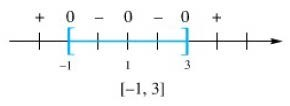 + 0 − 0 − 0 +
−1 1 3
[−1, 3]